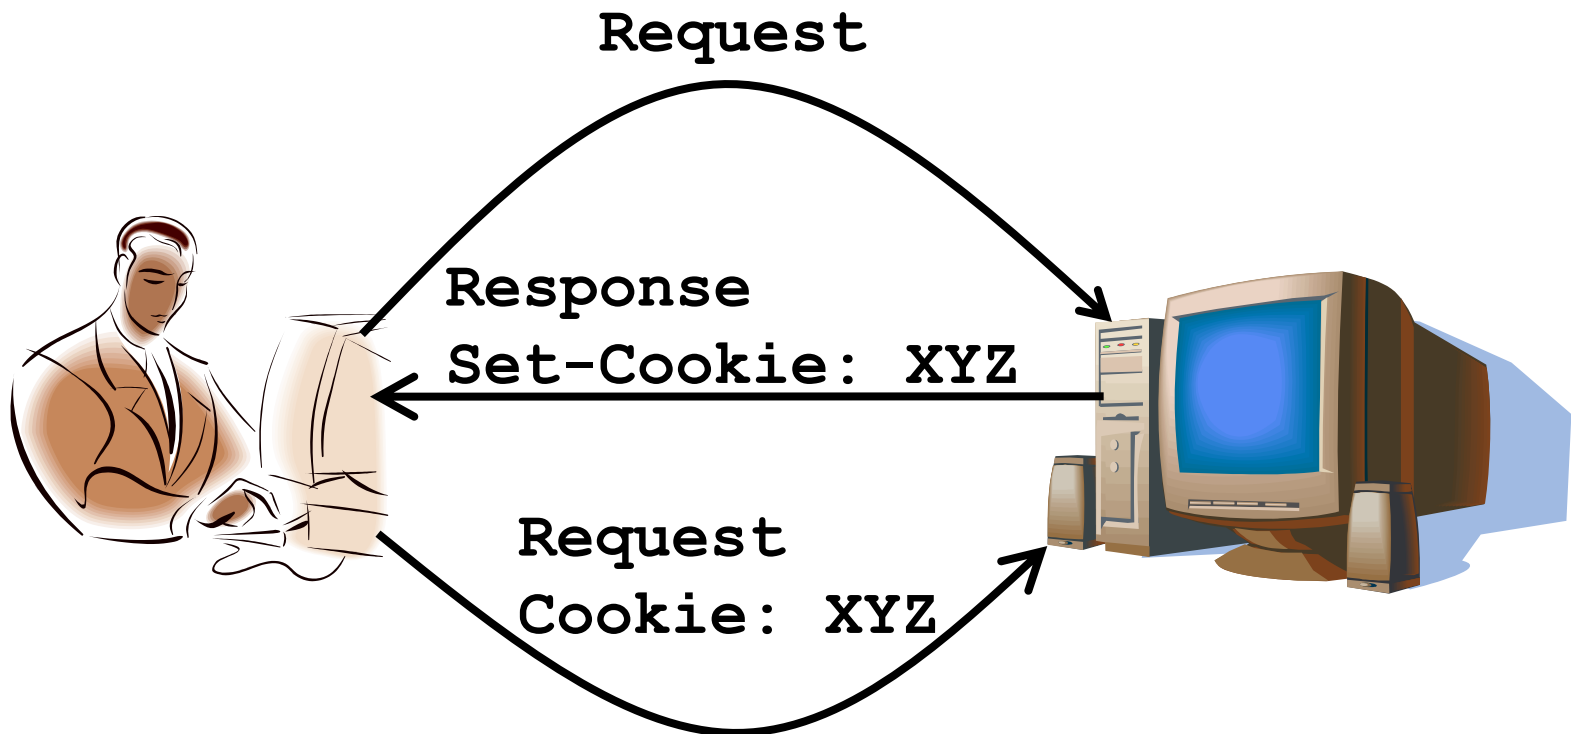 Request
Response
Set-Cookie: XYZ
Request
Cookie: XYZ